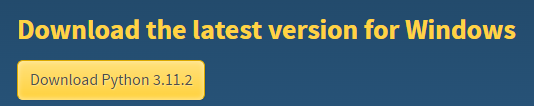 Download the latest version for Windows
Download Python 3.11.2